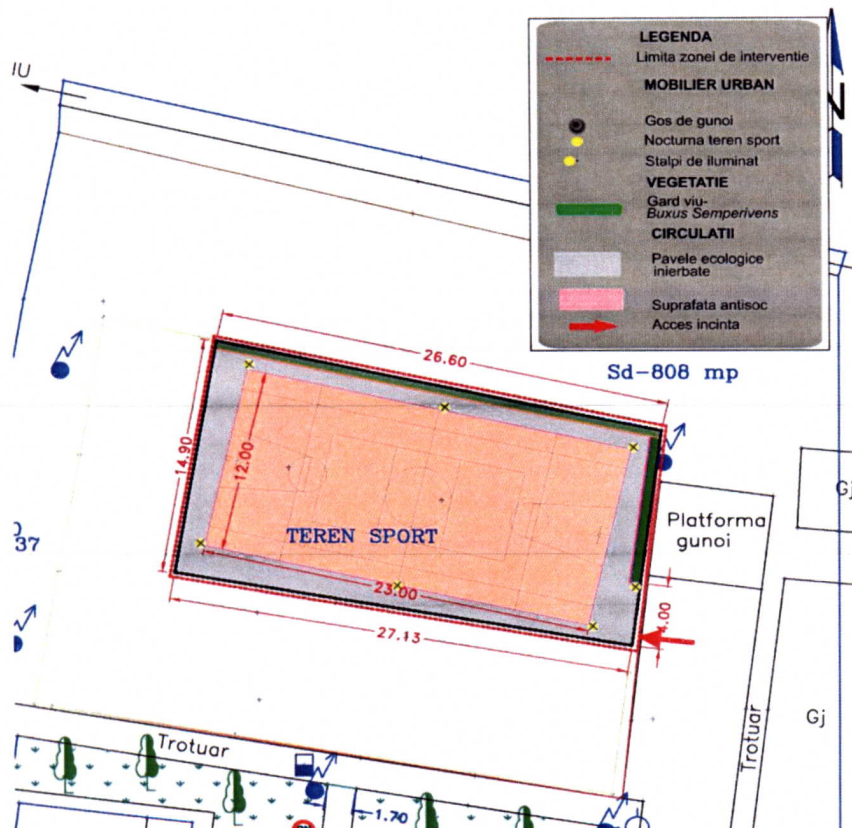 IU
LEGENDA
Limita zonei de interventie
MOBILIER URBAN
Gos de gunoi
Nocturna teren sport
Stalpi de iluminat
VEGETATIE
Gard viu-
Buxus Semperivens
CIRCULATII
Pavele ecologice
inierbate
Suprafata antisoc
Acces incinta
N
26.60
Sd-808 mp
14.90
12.00
Gj
Platforma
gunoi
TEREN SPORT
37
23.00
4.00
27.13
Gj
Trotuar
Trotuar
1.70